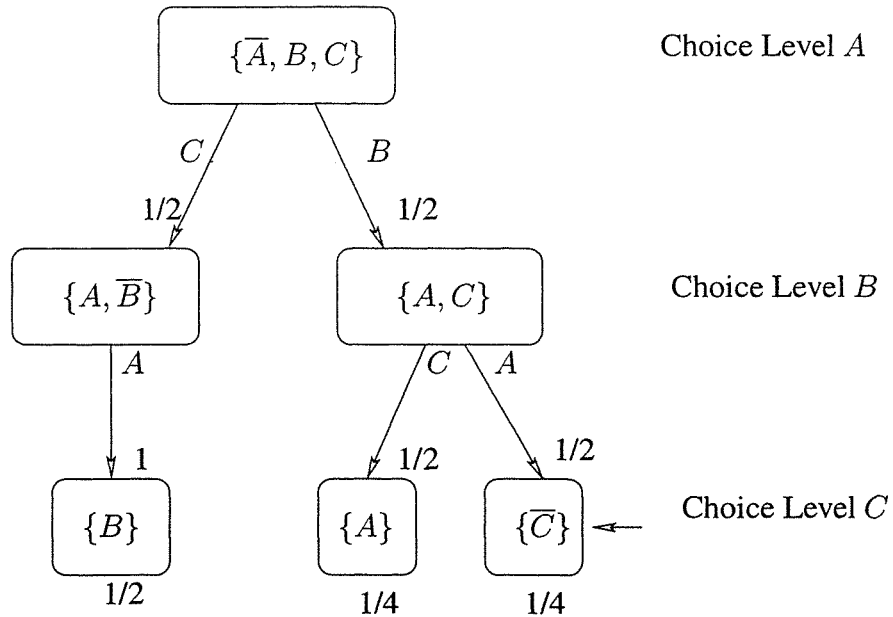 {A̅, B, C}
Choice Level A
C
B
1/2
1/2
{A, B̅}
{A, C}
Choice Level B
A
C
A
1
1/2
1/2
{B}
{A}
{C̅}
Choice Level C
1/2
1/4
1/4